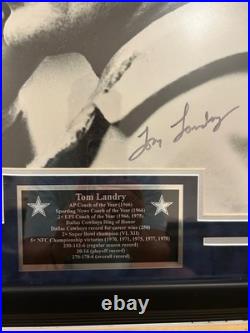 Tom Landry
Tom Landry
AP Coach of the Year (1966)
Sporting News Coach of the Year (1966)
2× UPI Coach of the Year (1966, 1975)
Dallas Cowboys Ring of Honor
Dallas Cowboys record for career wins (250)
2× Super Bowl champion (VI, XII)
5× NFC Championship victories (1970, 1971, 1975, 1977, 1978)
250-162-6 (regular season record)
20-16 (playoff record)
270-178-6 (overall record)